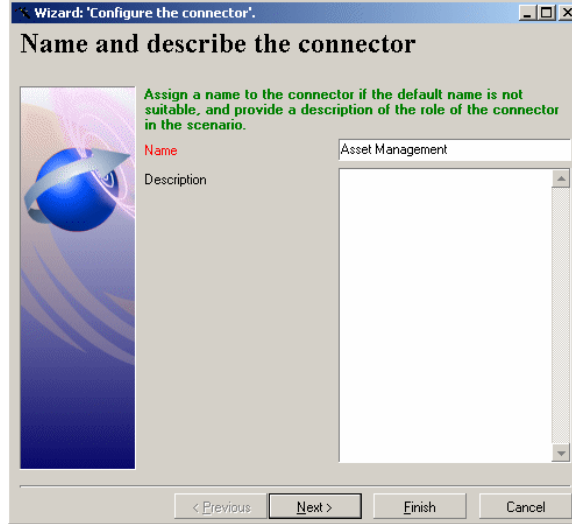 Wizard: 'Configure the connector'.
Name and describe the connector
Assign a name to the connector if the default name is not
suitable, and provide a description of the role of the connector
in the scenario.
Name Asset Management
Description
< Previous Next > Finish Cancel